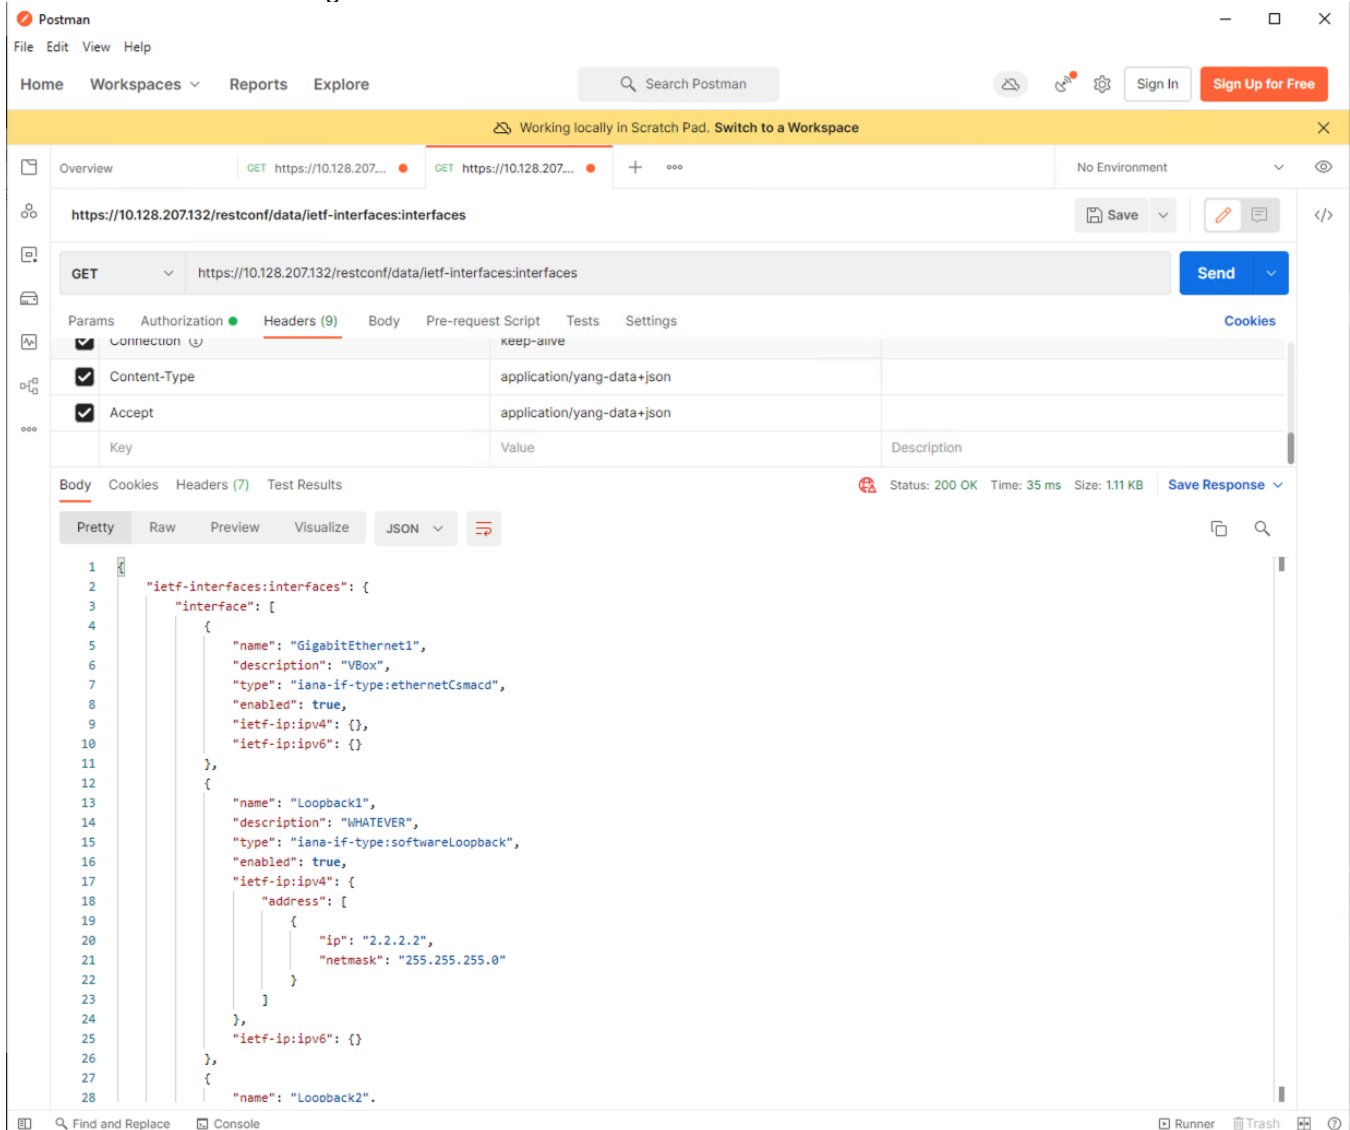 Postman
File Edit View Help
Home Workspaces Reports Explore Search Postman Sign In Sign Up for Free
Working locally in Scratch Pad. Switch to a Workspace
Overview GET https://10.128.207.... GET https://10.128.207.... No Environment
https://10.128.207.132/restconf/data/ietf-interfaces:interfaces Save </>
GET https://10.128.207.132/restconf/data/ietf-interfaces:interfaces Send
Params Authorization Headers (9) Body Pre-request Script Tests Settings Cookies
Connection keep-alive
Content-Type application/yang-data+json
Accept application/yang-data+json
Key Value Description
Body Cookies Headers (7) Test Results Status: 200 OK Time: 35 ms Size: 1.11 KB Save Response
Pretty Raw Preview Visualize JSON
1 {
2 "ietf-interfaces:interfaces": {
3 "interface": [
4 {
5 "name": "GigabitEthernet1",
6 "description": "VBox",
7 "type": "iana-if-type:ethernetCsmacd",
8 "enabled": true,
9 "ietf-ip:ipv4": {},
10 "ietf-ip:ipv6": {}
11 },
12 {
13 "name": "Loopback1",
14 "description": "WHATEVER",
15 "type": "iana-if-type:softwareLoopback",
16 "enabled": true,
17 "ietf-ip:ipv4": {
18 "address": [
19 {
20 "ip": "2.2.2.2",
21 "netmask": "255.255.255.0"
22 }
23 ]
24 },
25 "ietf-ip:ipv6": {}
26 },
27 {
28 "name": "Loopback2",
Find and Replace Console Runner Trash